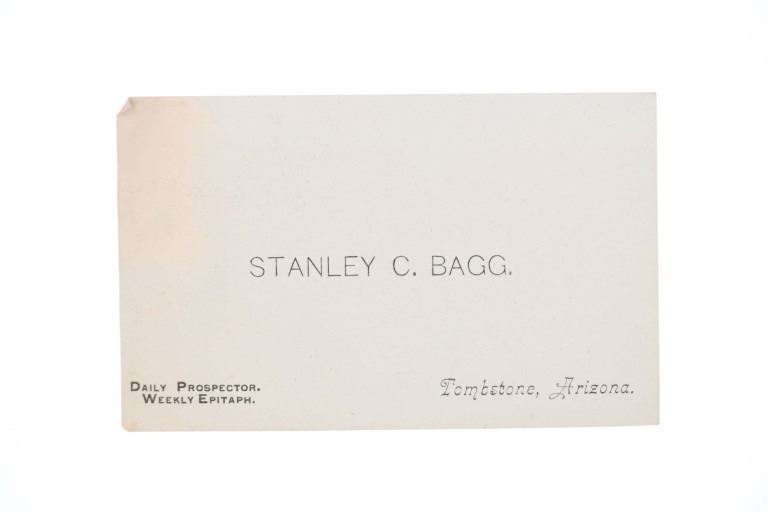 STANLEY C. BAGG.
DAILY PROSPECTOR.
WEEKLY EPITAPH.
Tombstone, Arizona.